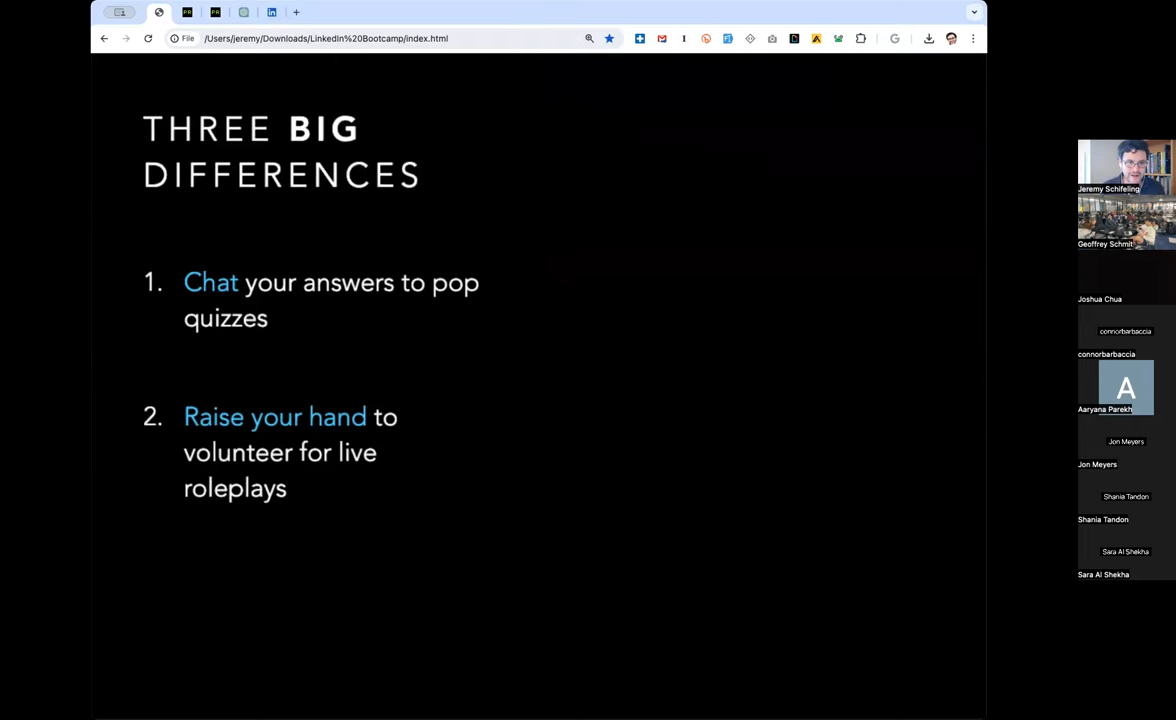 File
/Users/jeremy/Downloads/LinkedIn%20Bootcamp/index.html
THREE BIG
DIFFERENCES
1. Chat your answers to pop
quizzes
2. Raise your hand to
volunteer for live
roleplays
Jeremy Schifeling
Geoffrey Schmit
Joshua Chua
connorbarbaccia
connorbarbaccia
A
Aaryana Parekh
Jon Meyers
Jon Meyers
Shania Tandon
Shania Tandon
Sara Al Shekha
Sara Al Shekha